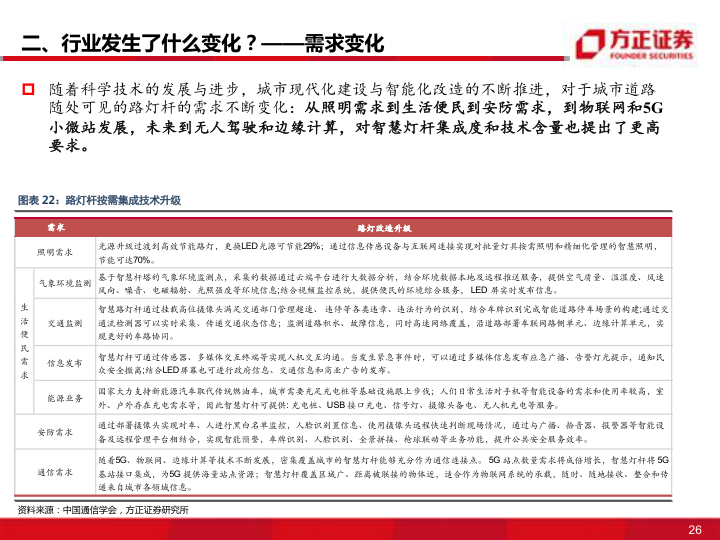 二、行业发生了什么变化？——需求变化
方正证券
FOUNDER SECURITIES
随着科学技术的发展与进步，城市现代化建设与智能化改造的不断推进，对于城市道路
随处可见的路灯杆的需求不断变化：从照明需求到生活便民到安防需求，到物联网和5G
小微站发展，未来到无人驾驶和边缘计算，对智慧灯杆集成度和技术含量也提出了更高
要求。
图表 22：路灯杆按需集成技术升级
需求
路灯改造升级
照明需求
光源升级过渡到高效节能路灯，更换LED光源可节能29%；通过信息传感设备与互联网连接实现对批量灯具按需照明和精细化管理的智慧照明，
节能可达70%。
生活便民需求
气象环境监测
基于智慧杆塔的气象环境监测点，采集的数据通过云端平台进行大数据分析，结合环境数据本地及远程推送服务，提供空气质量、温湿度、风速
风向、噪音、电磁辐射、光照强度等环境信息;结合视频监控系统，提供便民的环境综合服务， LED 屏实时发布信息。
交通监测
智慧路灯杆通过挂载高位摄像头满足交通部门管理超速、 违停等各类违章、违法行为的识别，结合车牌识别完成智能道路停车场景的构建;通过交
通流检测器可以实时采集、传递交通状态信息；监测道路积水、故障信息，同时高速网络覆盖，沿道路部署车联网路侧单元、边缘计算单元，实
现更好的车路协同。
信息发布
智慧灯杆可通过传感器、多媒体交互终端等实现人机交互沟通。当发生紧急事件时，可以通过多媒体信息发布应急广播、告警灯光提示，通知民
众安全撤离;结合LED屏幕也可进行政府信息、交通信息和商业广告的发布。
能源业务
国家大力支持新能源汽车取代传统燃油车，城市需要充足充电桩等基础设施跟上步伐；人们日常生活对手机等智能设备的需求和使用率较高，室
外、户外存在充电需求等，因此智慧灯杆可提供: 充电桩、USB 接口充电、信号灯、摄像头备电、无人机充电等服务。
安防需求
通过部署摄像头实现对车、人进行黑白名单监控，人脸识别置信息、使用摄像头远程快速判断现场情况，通过与广播、拾音器、报警器等智能设
备及远程管理平台相结合，实现智能预警，车牌识别、人脸识别、全景拼接、枪球联动等业务功能，提升公共安全服务效率。
通信需求
随着5G、物联网、边缘计算等技术不断发展，密集覆盖城市的智慧灯杆能够充分作为通信连接点。 5G 站点数量需求将成倍增长，智慧灯杆将 5G
基站接口集成，为5G 提供海量站点资源；智慧灯杆覆盖区域广、距离被联接的物体近，适合作为物联网系统的承载，随时、随地接收、整合和传
递来自城市各领域信息。
资料来源：中国通信学会，方正证券研究所
26